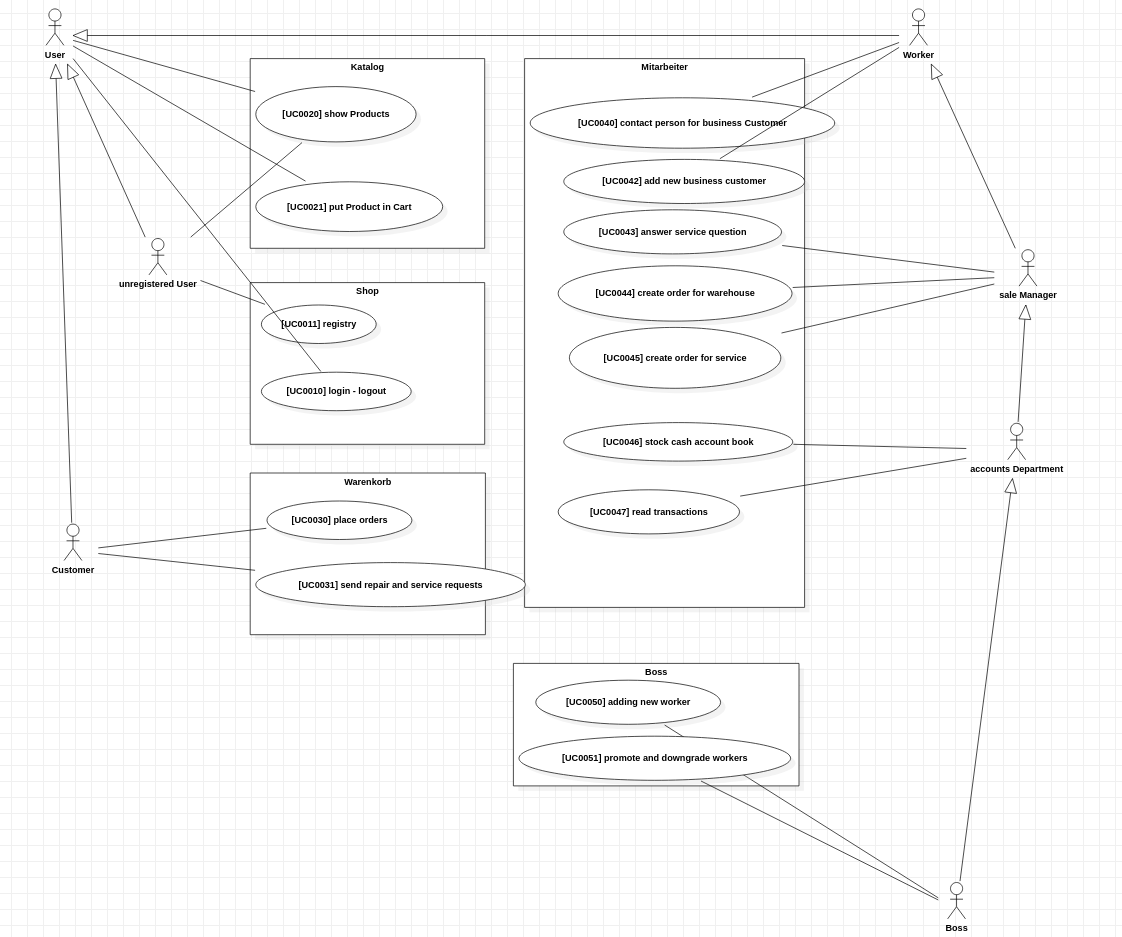 User
Worker
Katalog
[UC0020] show Products
[UC0021] put Product in Cart
Mitarbeiter
[UC0040] contact person for business Customer
[UC0042] add new business customer
[UC0043] answer service question
[UC0044] create order for warehouse
[UC0045] create order for service
[UC0046] stock cash account book
[UC0047] read transactions
unregistered User
sale Manager
Shop
[UC0011] registry
[UC0010] login - logout
accounts Department
Warenkorb
[UC0030] place orders
[UC0031] send repair and service requests
Customer
Boss
[UC0050] adding new worker
[UC0051] promote and downgrade workers
Boss